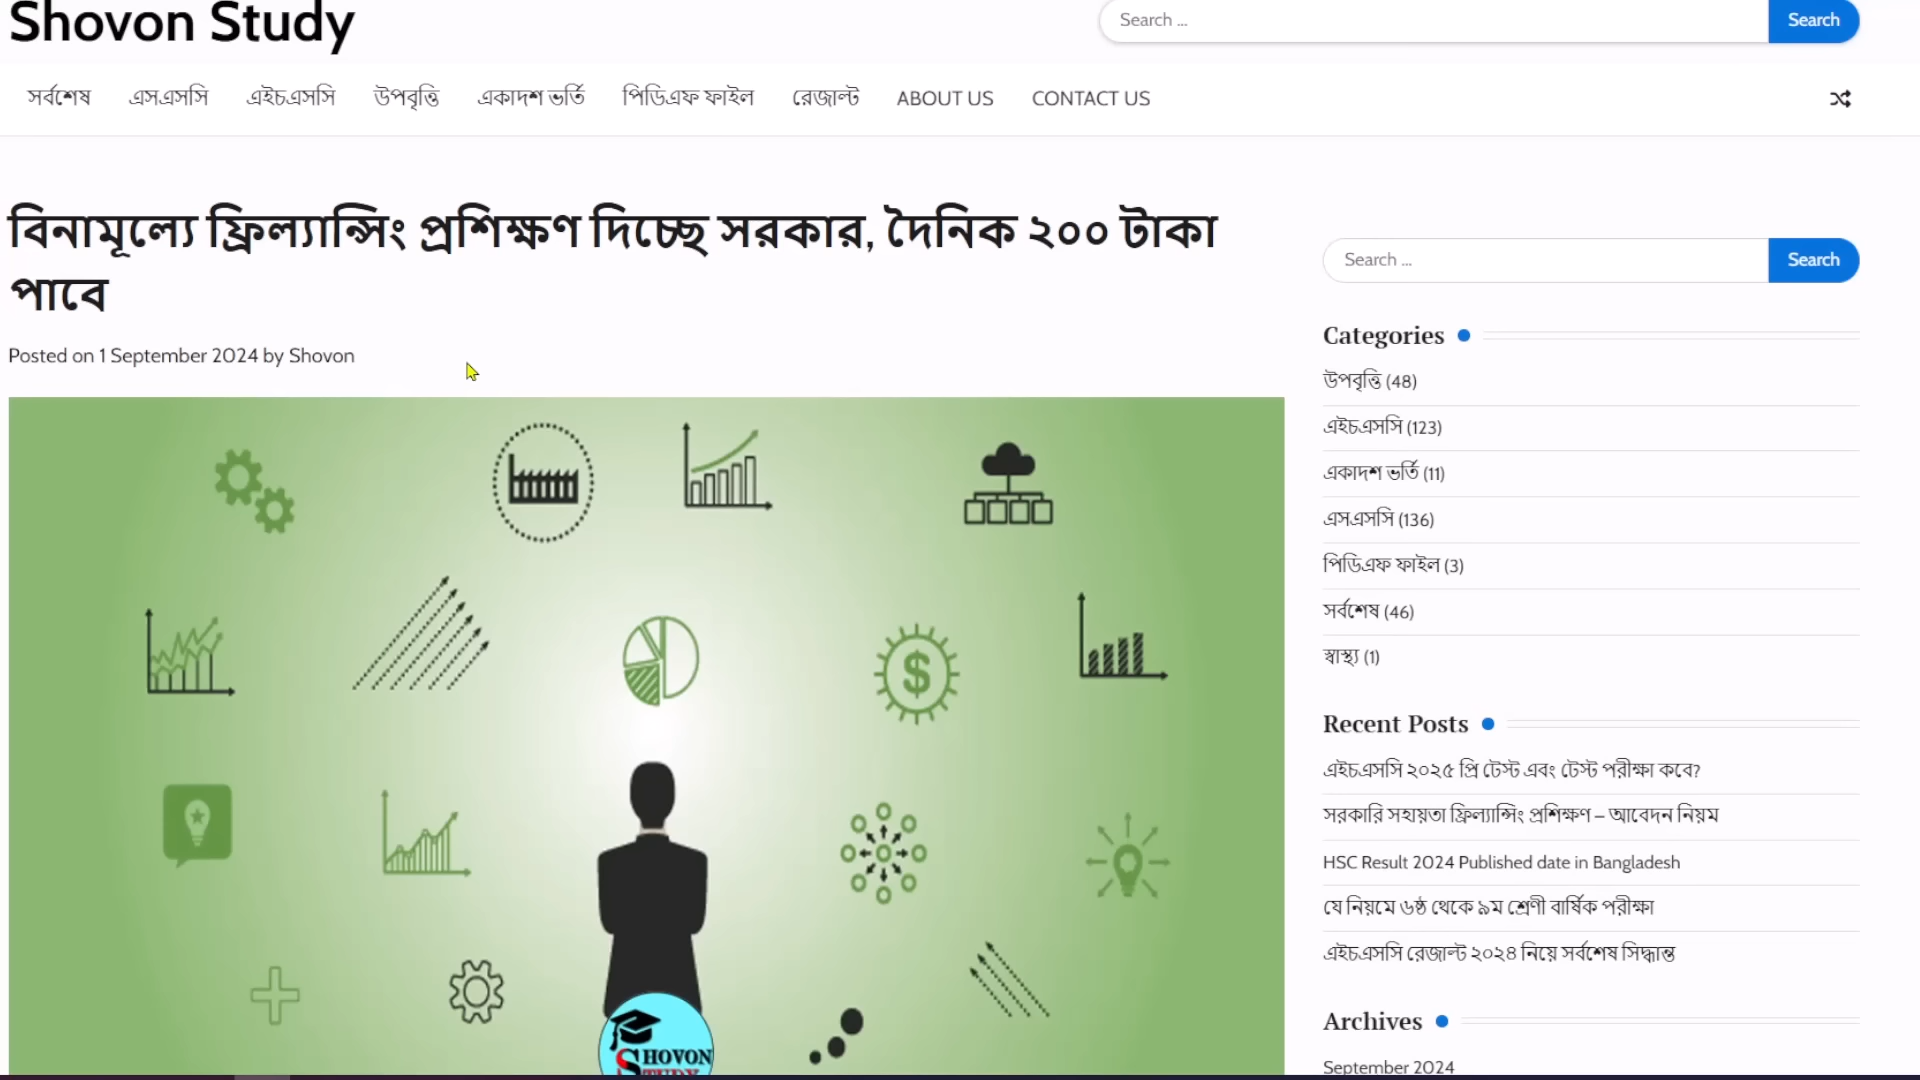 Shovon Study
Search ...
Search
সর্বশেষ এসএসসি এইচএসসি উপবৃত্তি একাদশ ভর্তি পিডিএফ ফাইল রেজাল্ট ABOUT US CONTACT US
বিনামূল্যে ফ্রিল্যান্সিং প্রশিক্ষণ দিচ্ছে সরকার, দৈনিক ২০০ টাকা
পাবে
Posted on 1 September 2024 by Shovon
$
SHOVON
STUDY
Search ...
Search
Categories
উপবৃত্তি (48)
এইচএসসি (123)
একাদশ ভর্তি (11)
এসএসসি (136)
পিডিএফ ফাইল (3)
সর্বশেষ (46)
স্বাস্থ্য (1)
Recent Posts
এইচএসসি ২০২৫ প্রি টেস্ট এবং টেস্ট পরীক্ষা কবে?
সরকারি সহায়তা ফ্রিল্যান্সিং প্রশিক্ষণ – আবেদন নিয়ম
HSC Result 2024 Published date in Bangladesh
যে নিয়মে ৬ষ্ঠ থেকে ৯ম শ্রেণী বার্ষিক পরীক্ষা
এইচএসসি রেজাল্ট ২০২৪ নিয়ে সর্বশেষ সিদ্ধান্ত
Archives
September 2024